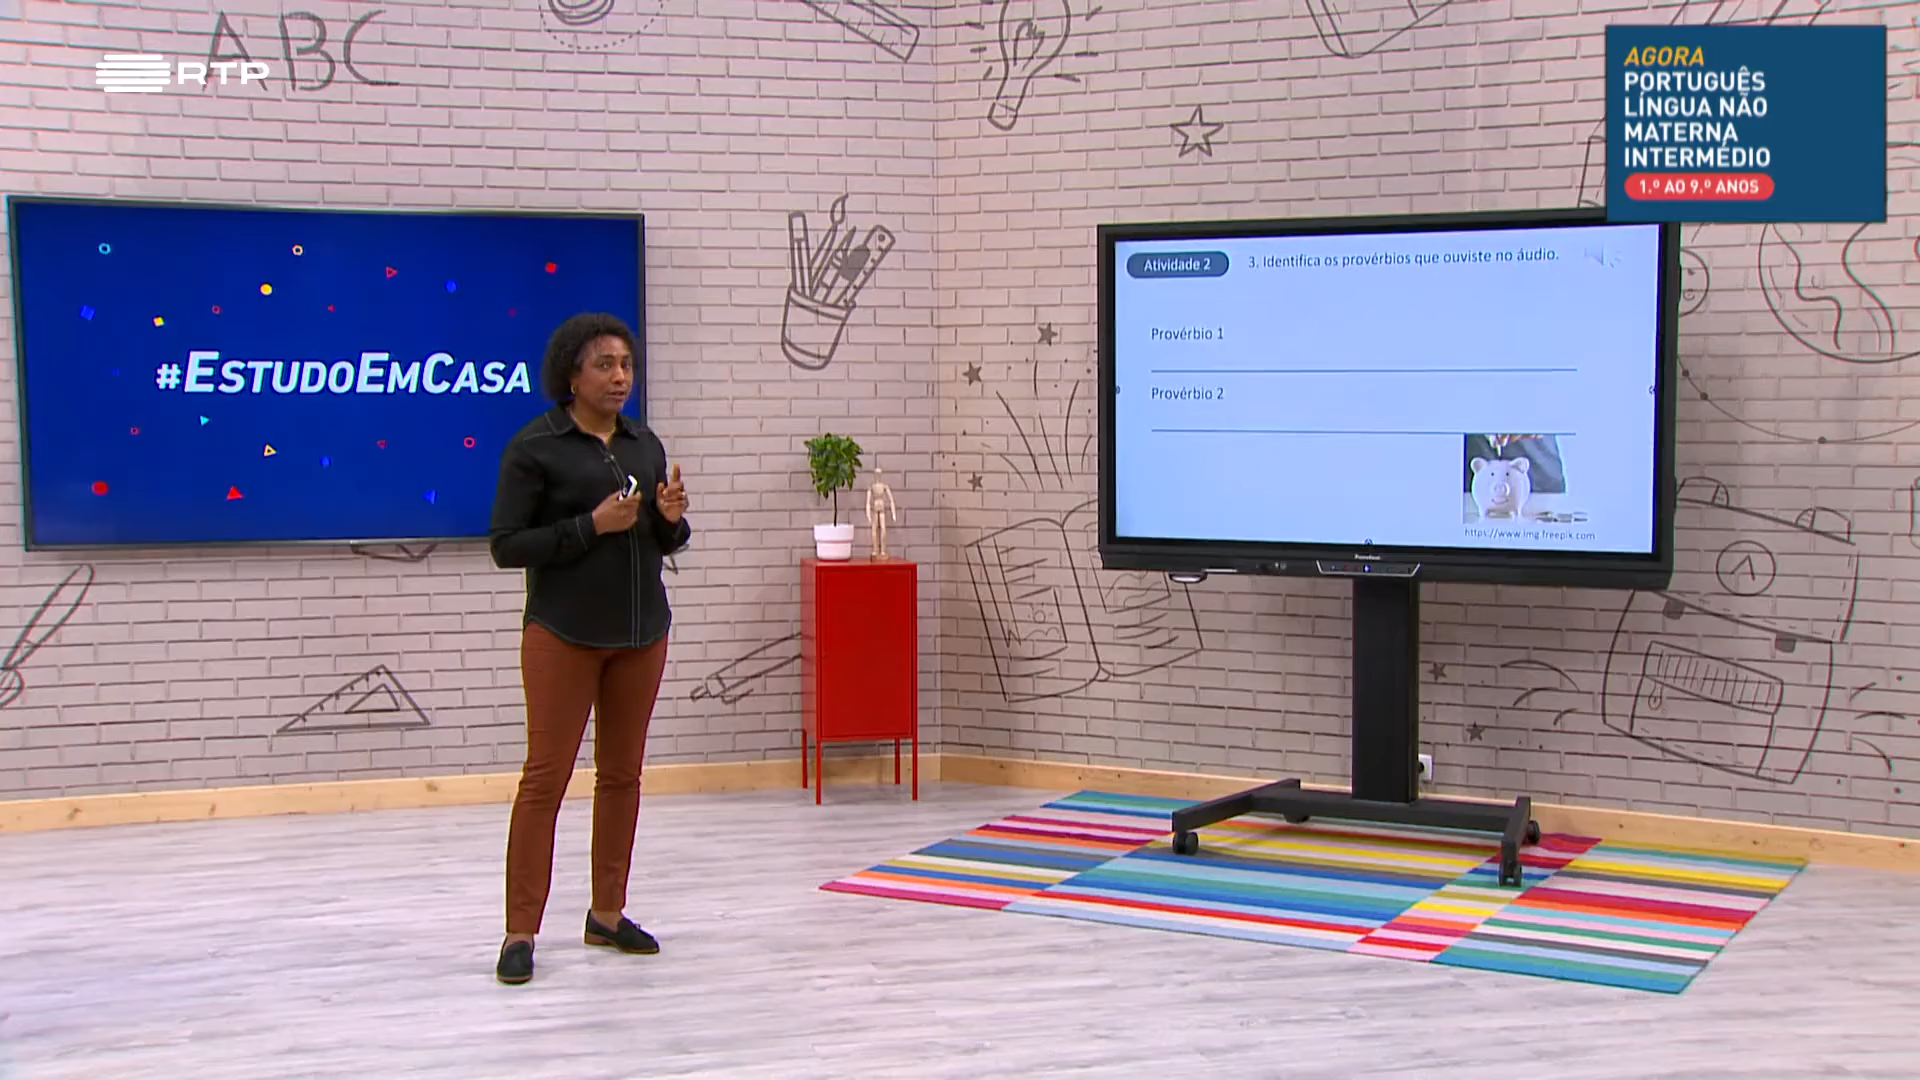 ABC
RTP
AGORA
PORTUGUÊS
LÍNGUA NÃO
MATERNA
INTERMÉDIO
1.º AO 9.º ANOS
#ESTUDOEMCASA
Atividade 2
3. Identifica os provérbios que ouviste no áudio.
Provérbio 1
Provérbio 2
https://www.img.freepik.com